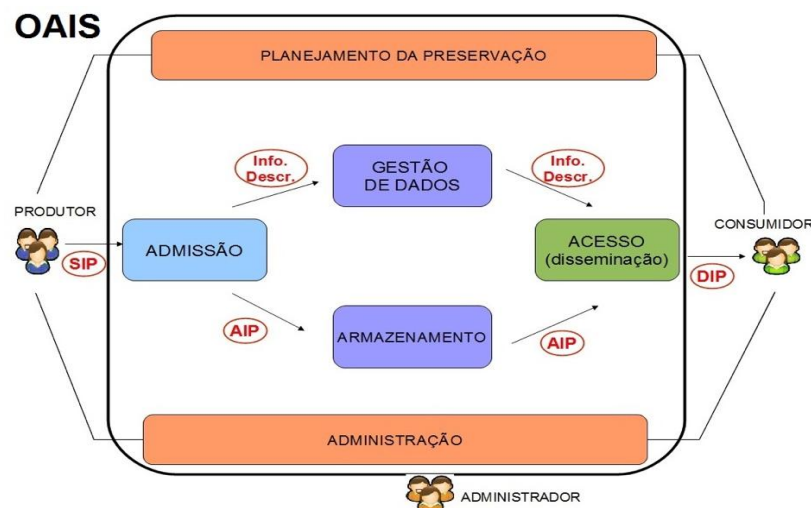 OAIS
PLANEJAMENTO DA PRESERVAÇÃO
Info.
Descr.
GESTÃO
DE DADOS
Info.
Descr.
PRODUTOR
SIP
ADMISSÃO
ACESSO
(disseminação)
DIP
CONSUMIDOR
AIP
ARMAZENAMENTO
AIP
ADMINISTRAÇÃO
ADMINISTRADOR